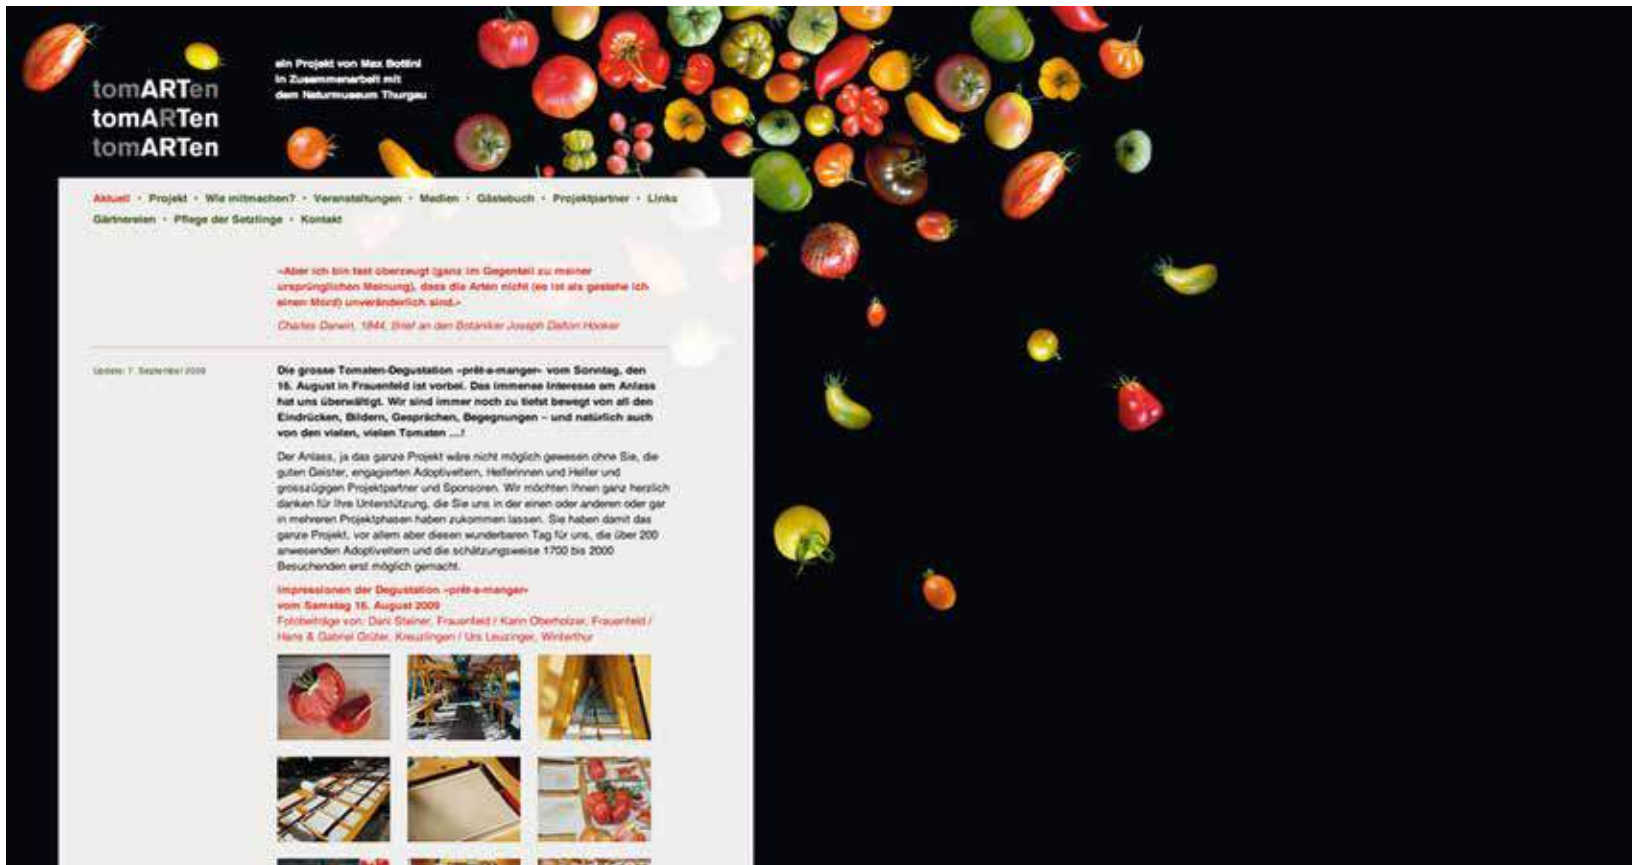 tomARTen
tomARTen
tomARTen
ein Projekt von Max Bottini
in Zusammenarbeit mit
dem Naturmuseum Thurgau
Aktuell • Projekt • Wie mitmachen? • Veranstaltungen • Medien • Gästebuch • Projektpartner • Links
Gärtnereien • Pflege der Setzlinge • Kontakt
«Aber ich bin fast überzeugt (ganz im Gegenteil zu meiner
ursprünglichen Meinung), dass die Arten nicht (es ist als gestehe ich
einen Mord) unveränderlich sind.»
Charles Darwin, 1844, Brief an den Botaniker Joseph Dalton Hooker
Update: 7. September 2009
Die grosse Tomaten-Degustation «prêt-a-manger» vom Sonntag, den
16. August in Frauenfeld ist vorbei. Das immense Interesse am Anlass
hat uns überwältigt. Wir sind immer noch zu tiefst bewegt von all den
Eindrücken, Bildern, Gesprächen, Begegnungen – und natürlich auch
von den vielen, vielen Tomaten ...!
Der Anlass, ja das ganze Projekt wäre nicht möglich gewesen ohne Sie, die
guten Geister, engagierten Adoptiveltern, Helferinnen und Helfer und
grosszügigen Projektpartner und Sponsoren. Wir möchten Ihnen ganz herzlich
danken für Ihre Unterstützung, die Sie uns in der einen oder anderen oder gar
in mehreren Projektphasen haben zukommen lassen. Sie haben damit das
ganze Projekt, vor allem aber diesen wunderbaren Tag für uns, die über 200
anwesenden Adoptiveltern und die schätzungsweise 1700 bis 2000
Besuchenden erst möglich gemacht.
Impressionen der Degustation «prêt-a-manger»
vom Samstag 16. August 2009
Fotobeiträge von: Dani Steiner, Frauenfeld / Karin Oberholzer, Frauenfeld /
Hans & Gabriel Grüter, Kreuzlingen / Urs Leuzinger, Winterthur